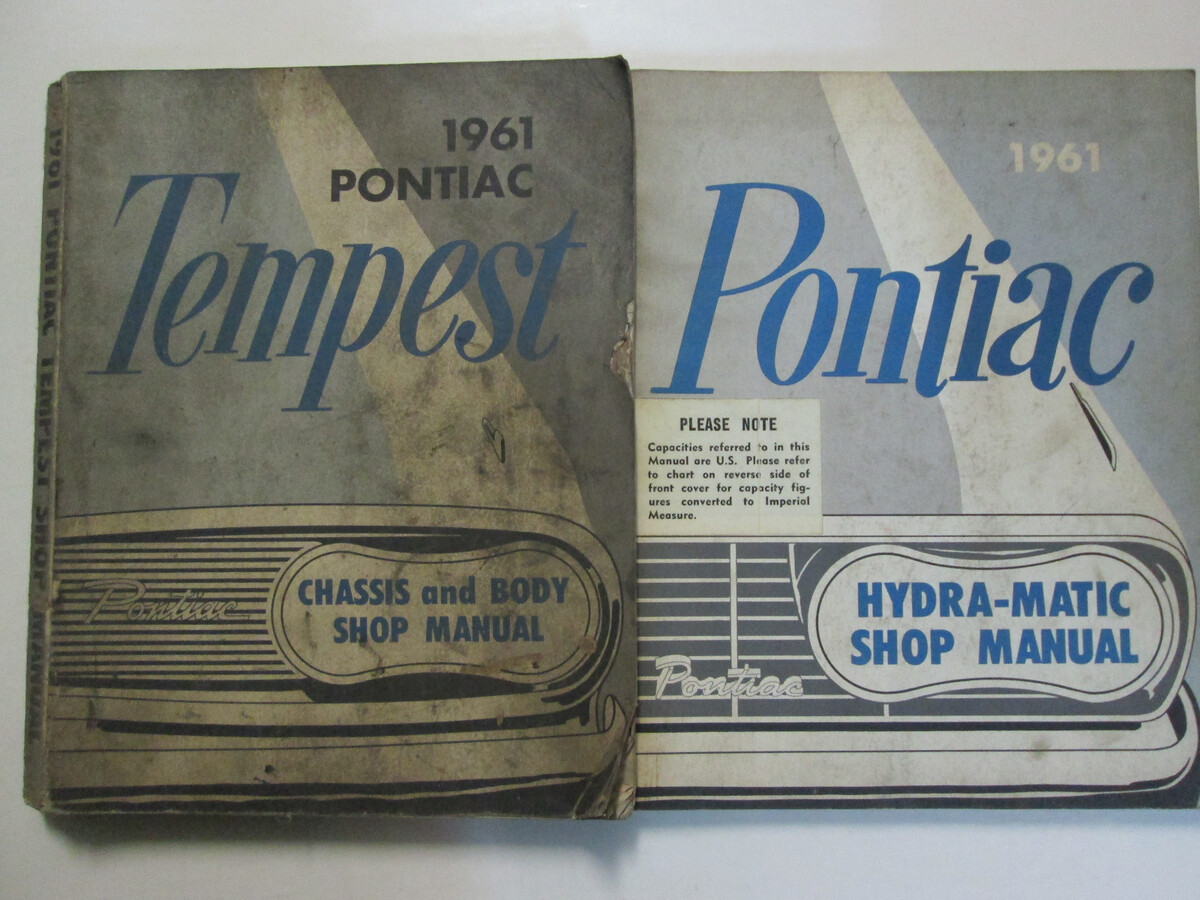 1961 PONTIAC TEMPEST SHOP MANUAL
1961
PONTIAC
Tempest
Pontiac
CHASSIS and BODY
SHOP MANUAL
1961
Pontiac
PLEASE NOTE
Capacities referred to in this
Manual are U.S. Please refer
to chart on reverse side of
front cover for capacity fig-
ures converted to Imperial
Measure.
HYDRA-MATIC
SHOP MANUAL
Pontiac